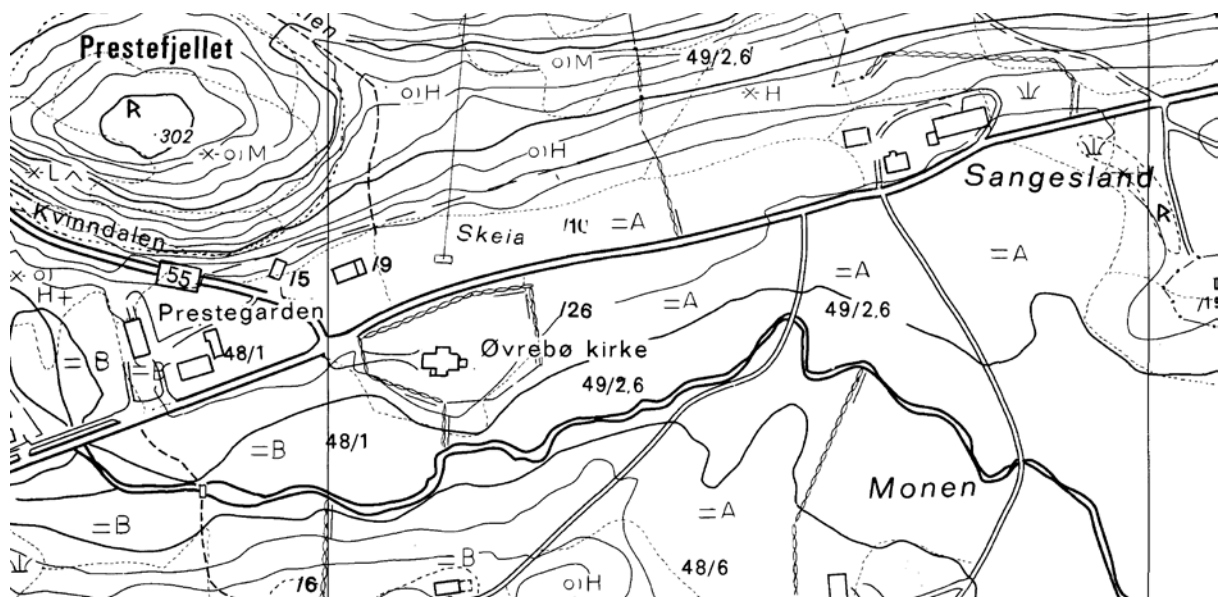 Prestefjellet
302
49/2.6
M
H
H
H
M
L
Kvinndalen
55
/5
/9
Skeia
/10
A
Sangesland
H
Prestegarden
48/1
B
B
/26
Øvrebø kirke
49/2.6
A
A
49/2.6
A
/15
B
48/1
B
A
Monen
B
H
48/6
/6